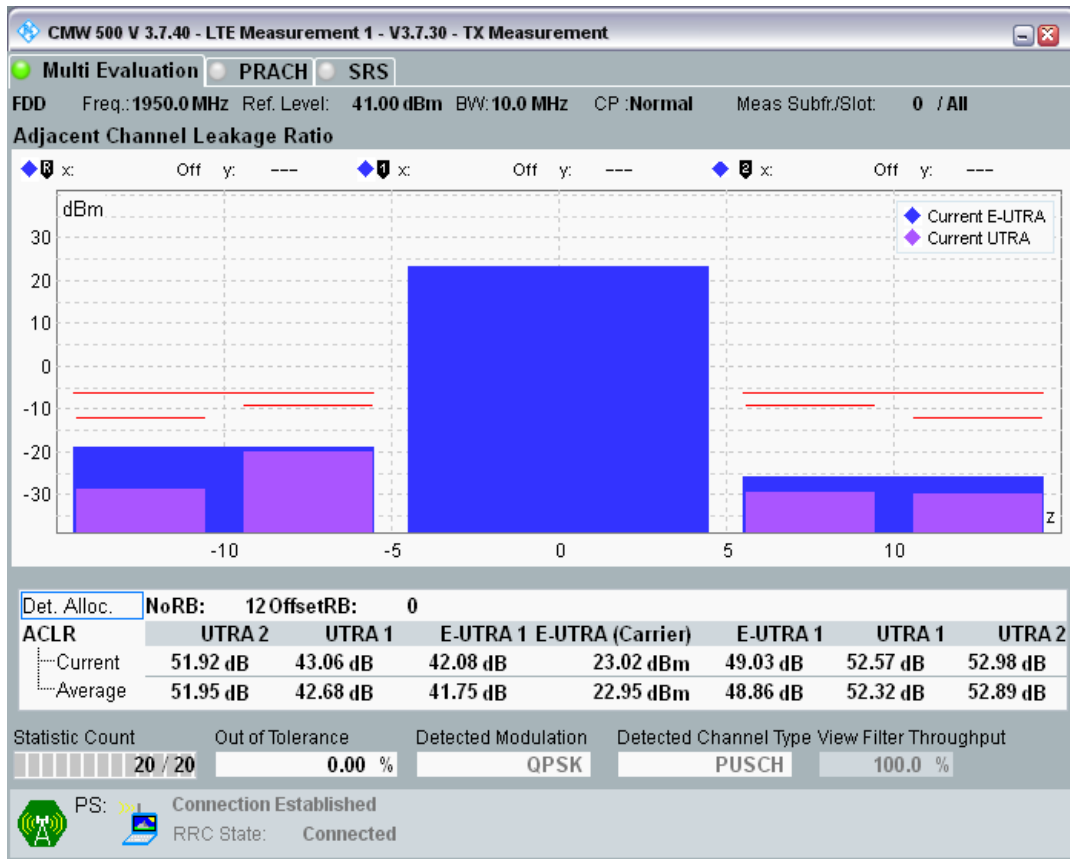 CMW 500 V 3.7.40 - LTE Measurement 1 - V3.7.30 - TX Measurement
Multi Evaluation PRACH SRS
FDD Freq.: 1950.0 MHz Ref. Level: 41.00 dBm BW: 10.0 MHz CP :Normal Meas Subfr./Slot: 0 / All
Adjacent Channel Leakage Ratio
R x: Off y: --- 1 x: Off y: --- 2 x: Off y: ---
dBm
Current E-UTRA
Current UTRA
30
20
10
0
-10
-20
-30
z
-10 -5 0 5 10
Det. Alloc. NoRB: 12 OffsetRB: 0
ACLR UTRA 2 UTRA 1 E-UTRA 1 E-UTRA (Carrier) E-UTRA 1 UTRA 1 UTRA 2
Current 51.92 dB 43.06 dB 42.08 dB 23.02 dBm 49.03 dB 52.57 dB 52.98 dB
Average 51.95 dB 42.68 dB 41.75 dB 22.95 dBm 48.86 dB 52.32 dB 52.89 dB
Statistic Count Out of Tolerance Detected Modulation Detected Channel Type View Filter Throughput
20 / 20 0.00 % QPSK PUSCH 100.0 %
PS: Connection Established
RRC State: Connected